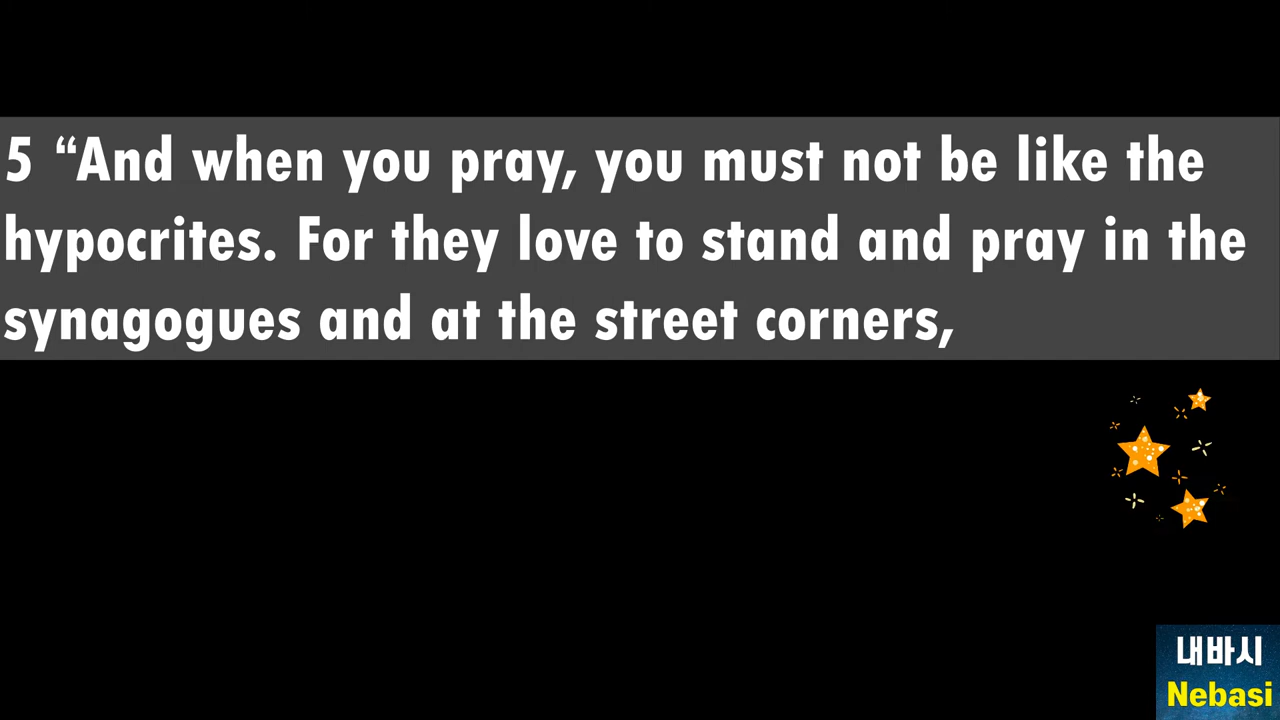 5 “And when you pray, you must not be like the
hypocrites. For they love to stand and pray in the
synagogues and at the street corners,
내바시
Nebasi